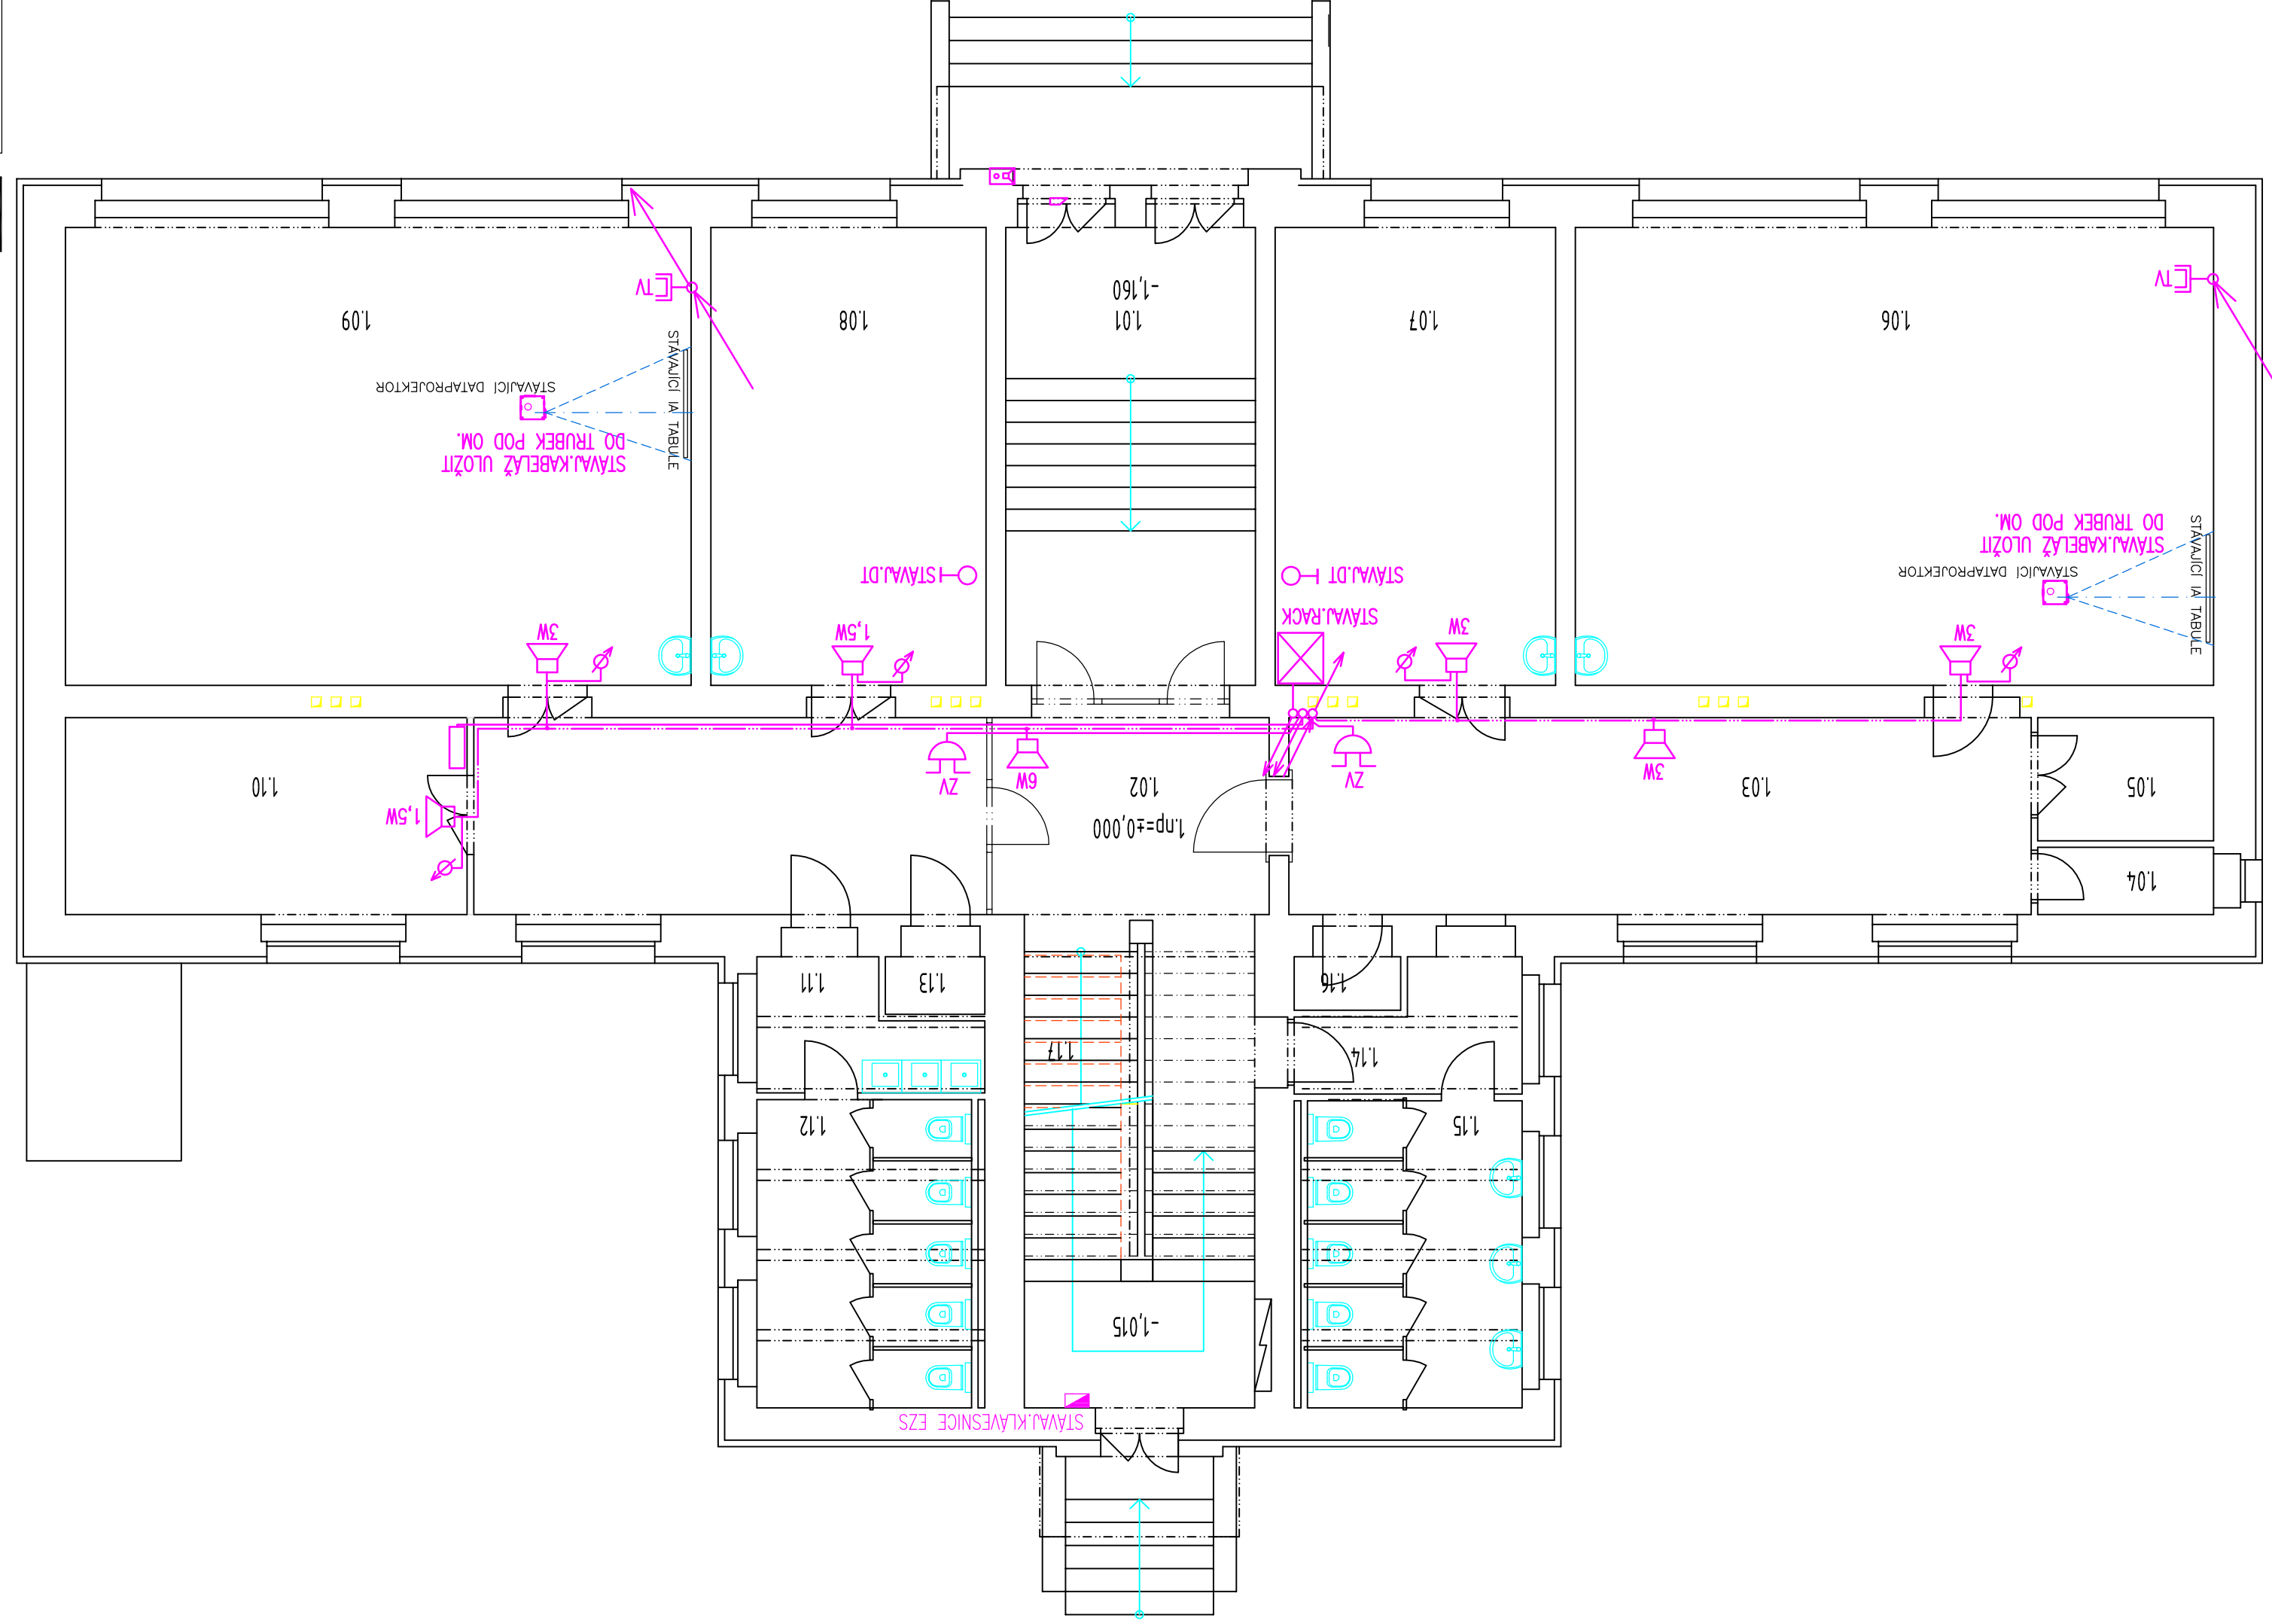 STÁVAJ.KLÁVESNICE EZS
-1,015
1.15
1.12
1.14
1.17
1.16
1.13
1.11
1.04
1.np=±0,000
1.02
1.05
1.03
1.10
1,5W
3W
ZV
6W
ZV
3W
3W
1,5W
3W
STÁVAJ.RACK
STÁVAJ.DT
STÁVAJ.DT
STÁVAJÍCÍ IA TABULE
STÁVAJÍCÍ DATAPROJEKTOR
STÁVAJ.KABELÁŽ ULOŽIT
DO TRUBEK POD OM.
STÁVAJ.KABELÁŽ ULOŽIT
DO TRUBEK POD OM.
STÁVAJÍCÍ IA TABULE
STÁVAJÍCÍ DATAPROJEKTOR
1.06
1.07
1.01
-1,160
1.08
1.09
TV
TV